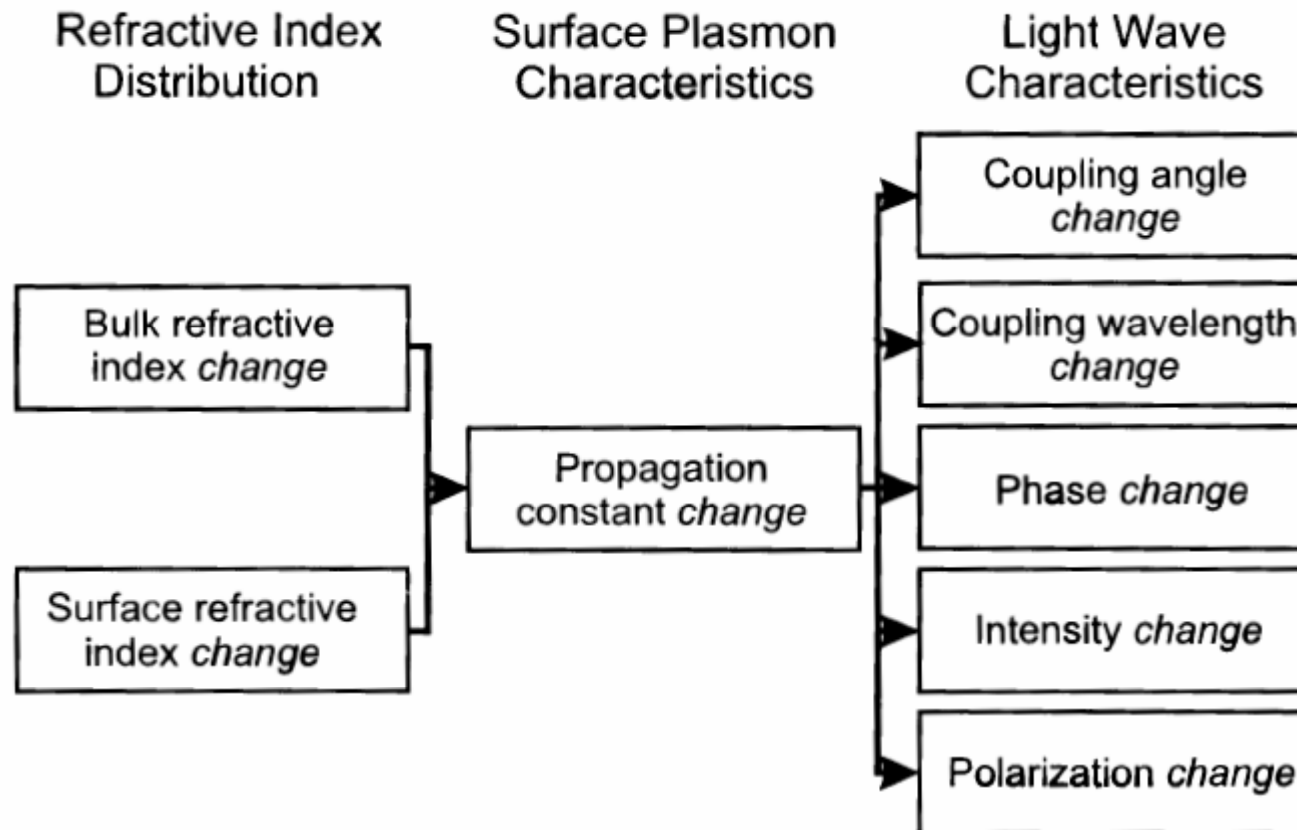 Refractive Index
Distribution
Surface Plasmon
Characteristics
Light Wave
Characteristics
Bulk refractive
index change
Surface refractive
index change
Propagation
constant change
Coupling angle
change
Coupling wavelength
change
Phase change
Intensity change
Polarization change